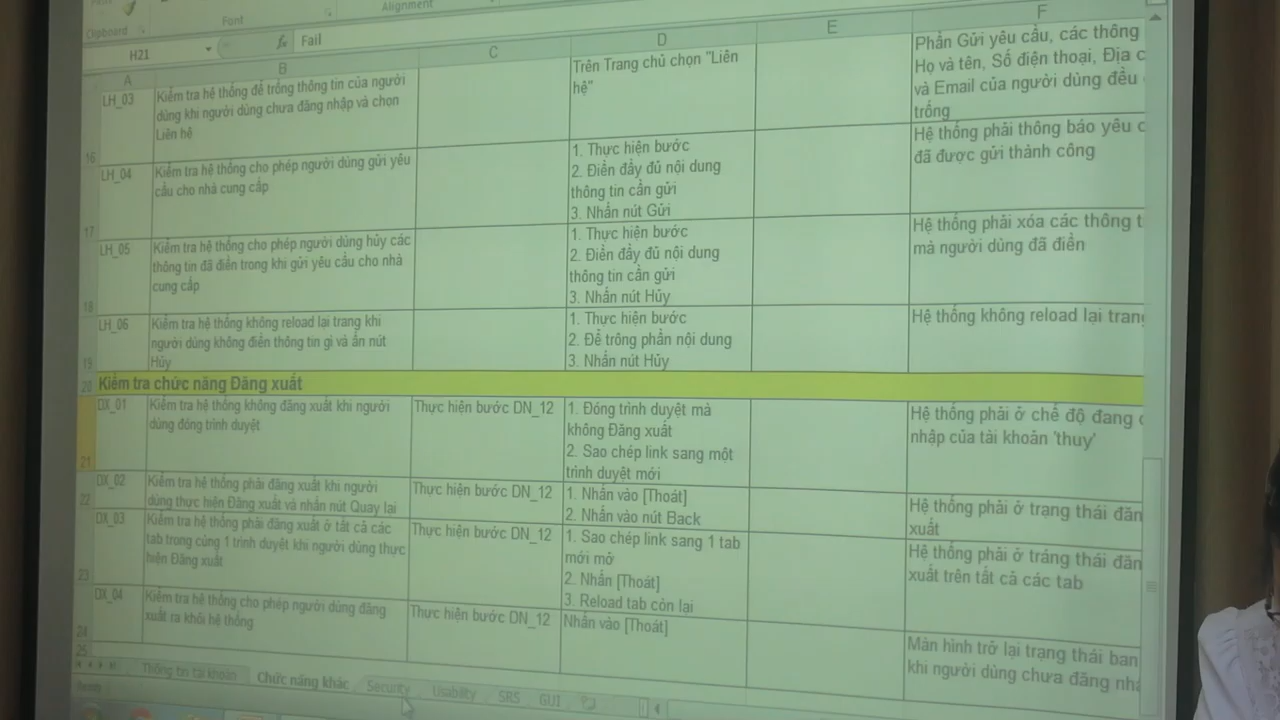 Clipboard
Font
Alignment
H21
fx Fail
A B C D E F
LH_03
Kiểm tra hệ thống để trống thông tin của người
dùng khi người dùng chưa đăng nhập và chọn
Liên hệ
Trên Trang chủ chọn "Liên
hệ"
Phần Gửi yêu cầu, các thông
Họ và tên, Số điện thoại, Địa c
và Email của người dùng đều
trống
16
LH_04
Kiểm tra hệ thống cho phép người dùng gửi yêu
cầu cho nhà cung cấp
1. Thực hiện bước
2. Điền đầy đủ nội dung
thông tin cần gửi
3. Nhấn nút Gửi
Hệ thống phải thông báo yêu c
đã được gửi thành công
17
LH_05
Kiểm tra hệ thống cho phép người dùng hủy các
thông tin đã điền trong khi gửi yêu cầu cho nhà
cung cấp
1. Thực hiện bước
2. Điền đầy đủ nội dung
thông tin cần gửi
3. Nhấn nút Hủy
Hệ thống phải xóa các thông t
mà người dùng đã điền
18
LH_06
Kiểm tra hệ thống không reload lại trang khi
người dùng không điền thông tin gì và ấn nút
Hủy
1. Thực hiện bước
2. Để trông phần nội dung
3. Nhấn nút Hủy
Hệ thống không reload lại trang
19
20 Kiểm tra chức năng Đăng xuất
DX_01
Kiểm tra hệ thống không đăng xuất khi người
dùng đóng trình duyệt
Thực hiện bước DN_12
1. Đóng trình duyệt mà
không Đăng xuất
2. Sao chép link sang một
trình duyệt mới
Hệ thống phải ở chế độ đang
nhập của tài khoản 'thuy'
21
DX_02
Kiểm tra hệ thống phải đăng xuất khi người
dùng thực hiện Đăng xuất và nhấn nút Quay lại
Thực hiện bước DN_12
1. Nhấn vào [Thoát]
2. Nhấn vào nút Back
Hệ thống phải ở trạng thái đăn
xuất
22
DX_03
Kiểm tra hệ thống phải đăng xuất ở tất cả các
tab trong cùng 1 trình duyệt khi người dùng thực
hiện Đăng xuất
Thực hiện bước DN_12
1. Sao chép link sang 1 tab
mới mở
2. Nhấn [Thoát]
3. Reload tab còn lại
Hệ thống phải ở tráng thái đăn
xuất trên tất cả các tab
23
DX_04
Kiểm tra hệ thống cho phép người dùng đăng
xuất ra khỏi hệ thống
Thực hiện bước DN_12
Nhấn vào [Thoát]
Màn hình trở lại trạng thái ban
khi người dùng chưa đăng nhậ
24
25
Thông tin tài khoản Chức năng khác Security Usability SRS GUI
Ready